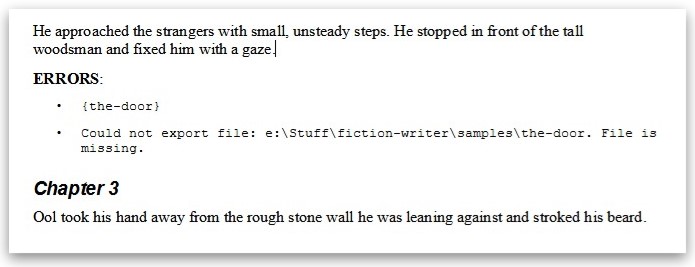 He approached the strangers with small, unsteady steps. He stopped in front of the tall
woodsman and fixed him with a gaze.
ERRORS:
• {the-door}
• Could not export file: e:\Stuff\fiction-writer\samples\the-door. File is
missing.
Chapter 3
Ool took his hand away from the rough stone wall he was leaning against and stroked his beard.